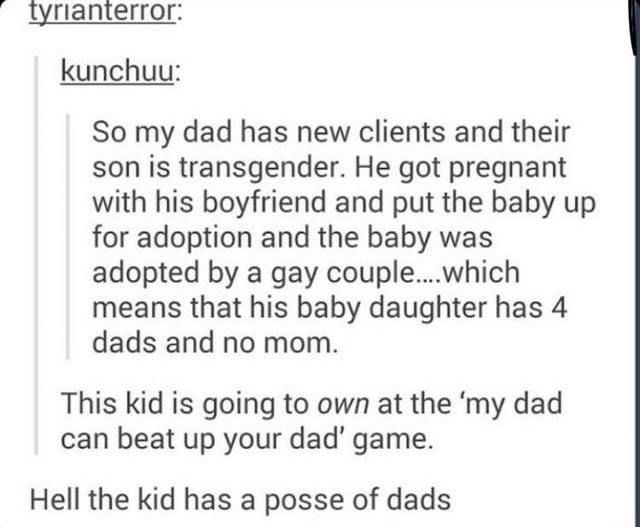 tyrianterror:
kunchuu:
So my dad has new clients and their
son is transgender. He got pregnant
with his boyfriend and put the baby up
for adoption and the baby was
adopted by a gay couple....which
means that his baby daughter has 4
dads and no mom.
This kid is going to own at the 'my dad
can beat up your dad' game.
Hell the kid has a posse of dads